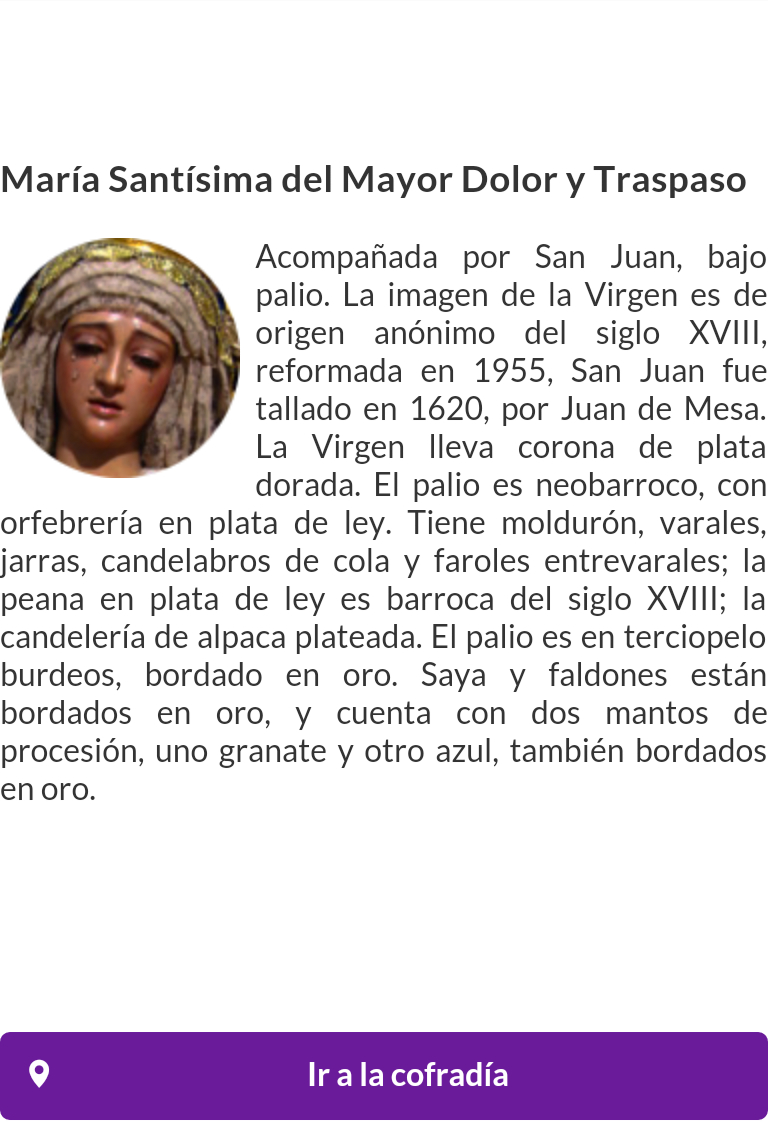 María Santísima del Mayor Dolor y Traspaso
Acompañada por San Juan, bajo
palio. La imagen de la Virgen es de
origen anónimo del siglo XVIII,
reformada en 1955, San Juan fue
tallado en 1620, por Juan de Mesa.
La Virgen lleva corona de plata
dorada. El palio es neobarroco, con
orfebrería en plata de ley. Tiene moldurón, varales,
jarras, candelabros de cola y faroles entrevarales; la
peana en plata de ley es barroca del siglo XVIII; la
candelería de alpaca plateada. El palio es en terciopelo
burdeos, bordado en oro. Saya y faldones están
bordados en oro, y cuenta con dos mantos de
procesión, uno granate y otro azul, también bordados
en oro.
Ir a la cofradía